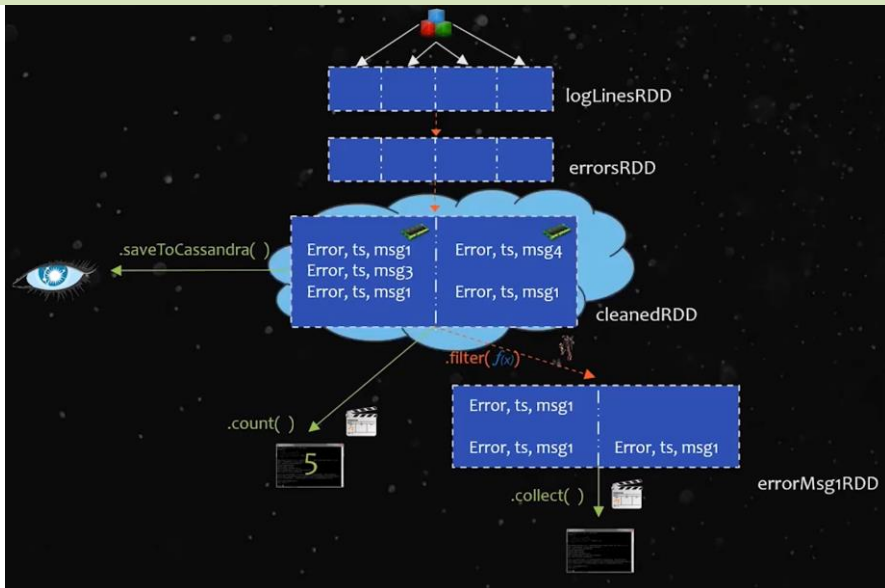 logLinesRDD
errorsRDD
.saveToCassandra( )
Error, ts, msg1
Error, ts, msg3
Error, ts, msg1
Error, ts, msg4
Error, ts, msg1
cleanedRDD
.filter( f(x) )
.count( )
5
Error, ts, msg1
Error, ts, msg1
Error, ts, msg1
errorMsg1RDD
.collect( )